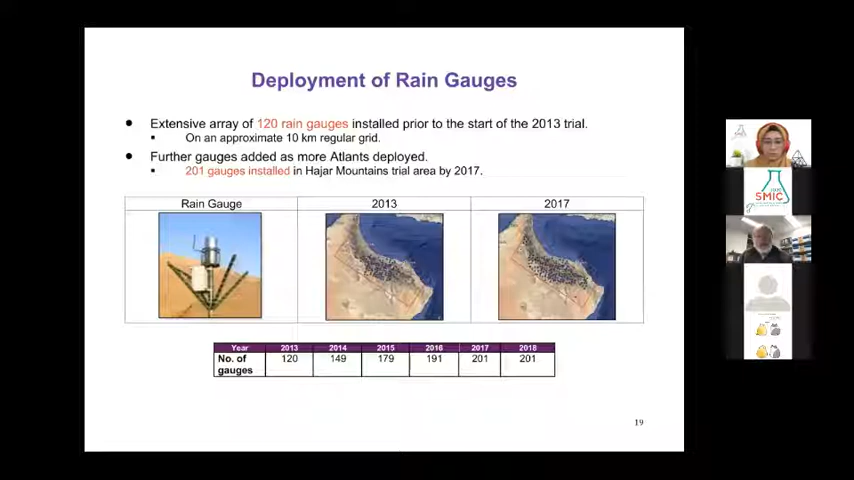 Deployment of Rain Gauges
Extensive array of 120 rain gauges installed prior to the start of the 2013 trial.
On an approximate 10 km regular grid.
Further gauges added as more Atlants deployed.
201 gauges installed in Hajar Mountains trial area by 2017.
Rain Gauge 2013 2017
Year 2013 2014 2015 2016 2017 2018
No. of gauges 120 149 179 191 201 201
19
SMIC